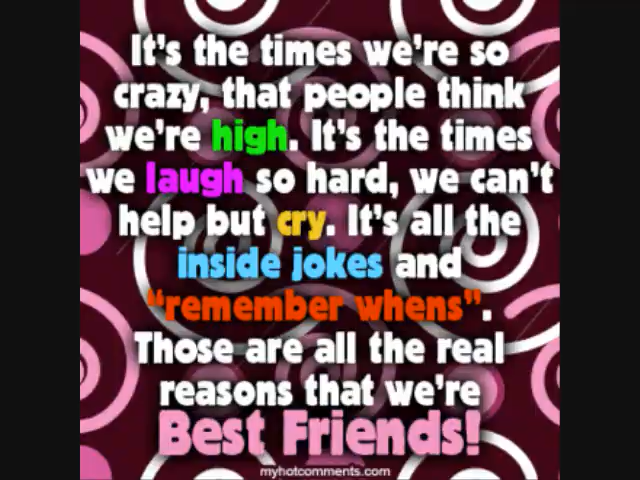 It's the times we're so
crazy, that people think
we're high. It's the times
we laugh so hard, we can't
help but cry. It's all the
inside jokes and
“remember whens”.
Those are all the real
reasons that we're
Best Friends!
myhotcomments.com